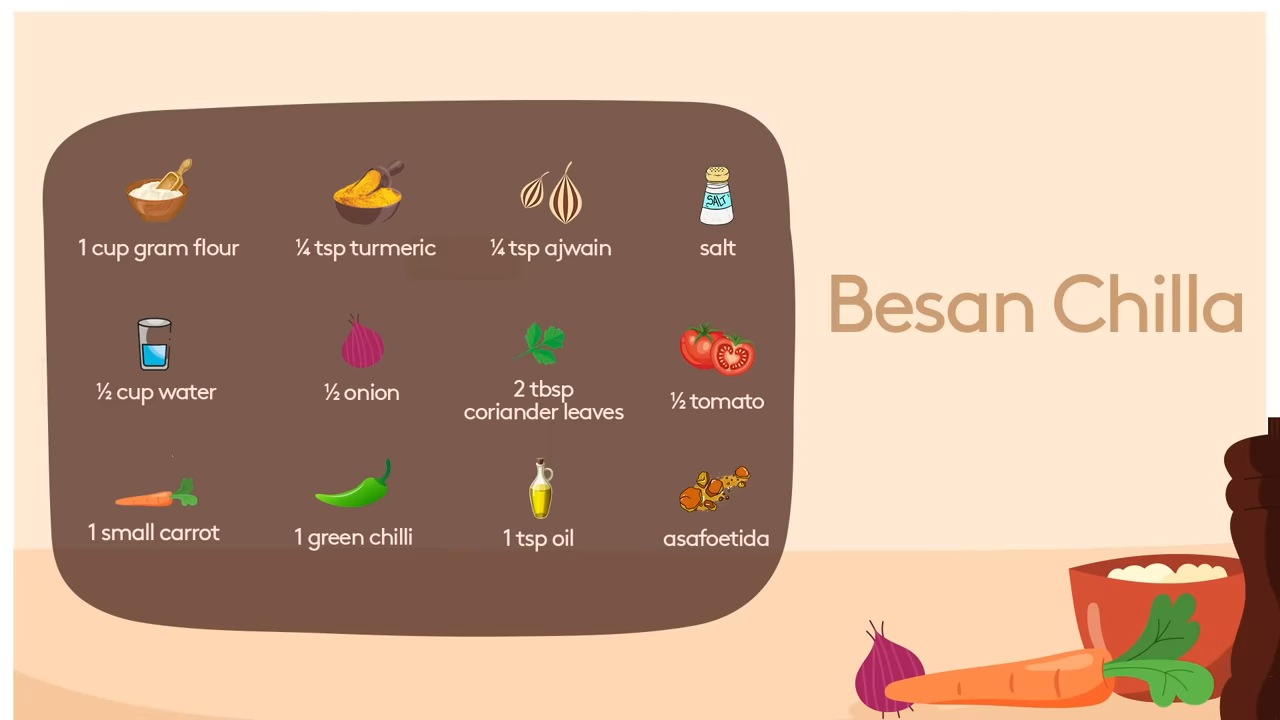 1 cup gram flour
¼ tsp turmeric
¼ tsp ajwain
SALT
salt
Besan Chilla
½ cup water
½ onion
2 tbsp
coriander leaves
½ tomato
1 small carrot
1 green chilli
1 tsp oil
asafoetida